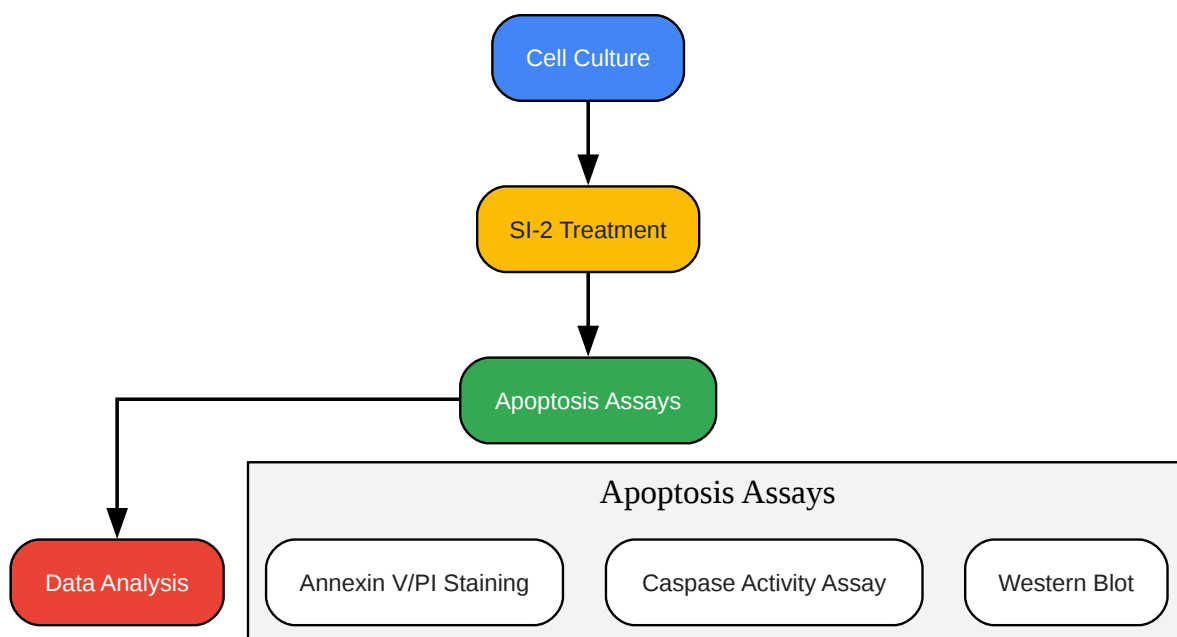 Cell Culture
SI-2 Treatment
Apoptosis Assays
Apoptosis Assays
Data Analysis
Annexin V/PI Staining
Caspase Activity Assay
Western Blot